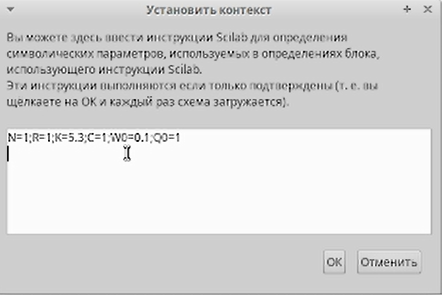 Установить контекст
Вы можете здесь ввести инструкции Scilab для определения
символических параметров, используемых в определениях блока,
использующего инструкции Scilab.
Эти инструкции выполняются если только подтверждены (т. е. вы
щелкаете на ОК и каждый раз схема загружается).
N=1;R=1;K=5.3;C=1;W0=0.1;Q0=1
ОК
Отменить